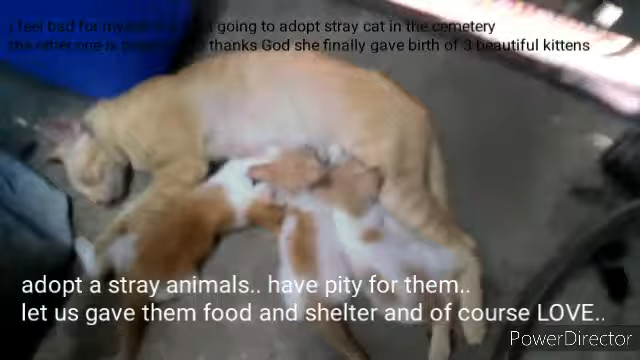 i feel bad for my going to adopt stray cat in the cemetery
the other one is thanks God she finally gave birth of 3 beautiful kittens
adopt a stray animals.. have pity for them..
let us gave them food and shelter and of course LOVE..
PowerDirector